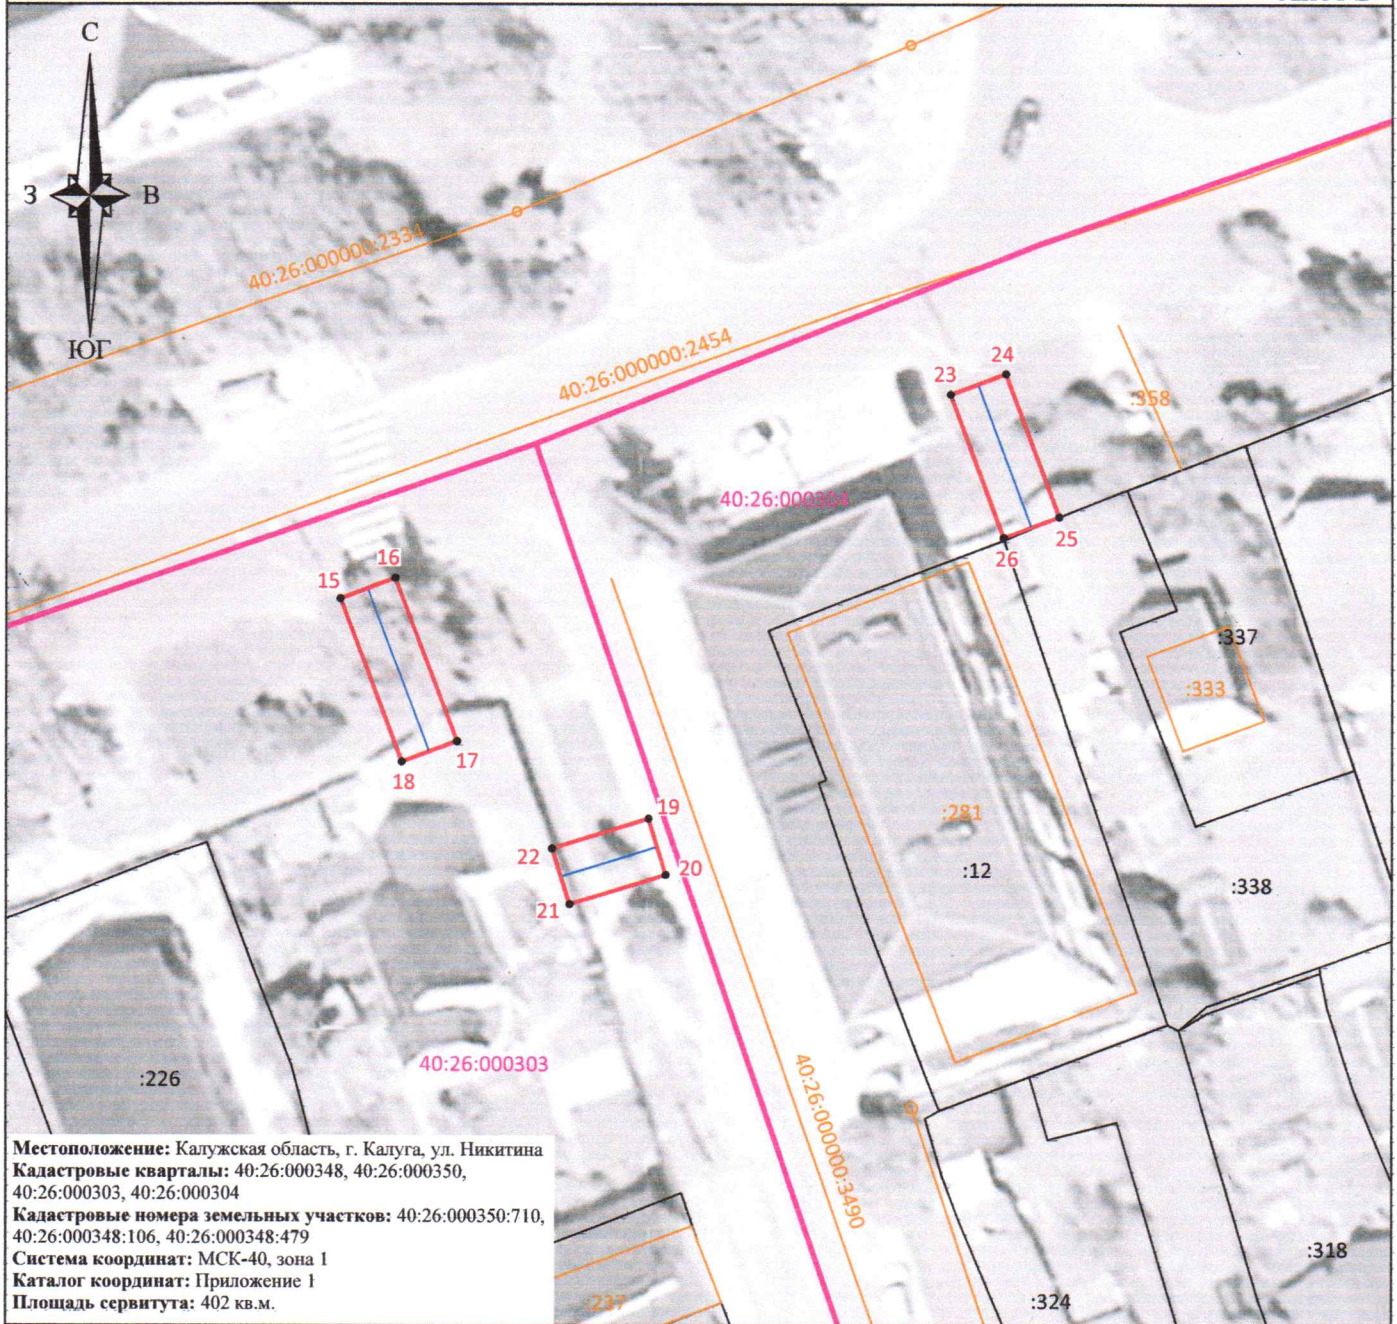 С
З
В
ЮГ
40:26:000000:2334
40:26:000000:2454
23
24
:358
40:26:000304
26
25
15
16
:337
:333
18
17
19
22
20
21
:281
:12
:338
40:26:000303
:226
40:26:000000:3490
Местоположение: Калужская область, г. Калуга, ул. Никитина
Кадастровые кварталы: 40:26:000348, 40:26:000350,
40:26:000303, 40:26:000304
Кадастровые номера земельных участков: 40:26:000350:710,
40:26:000348:106, 40:26:000348:479
Система координат: МСК-40, зона 1
Каталог координат: Приложение 1
Площадь сервитута: 402 кв.м.
:237
:318
:324